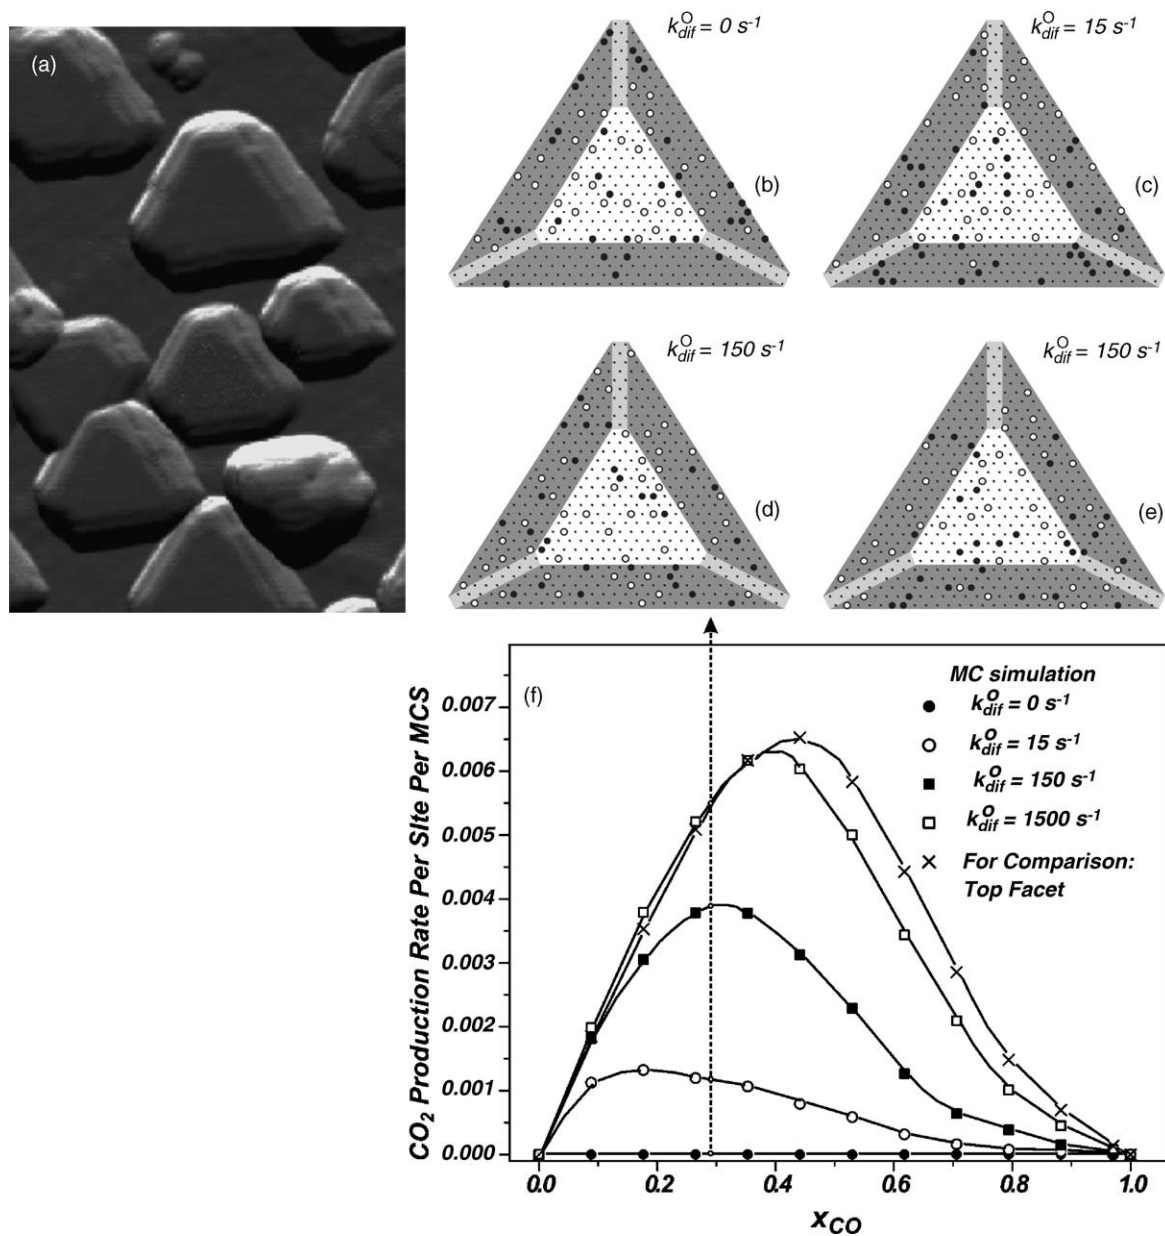 (a)
k^O_dif = 0 s⁻¹
(b)
k^O_dif = 15 s⁻¹
(c)
k^O_dif = 150 s⁻¹
(d)
k^O_dif = 150 s⁻¹
(e)
(f)
CO₂ Production Rate Per SIte Per MCS
0.007
0.006
0.005
0.004
0.003
0.002
0.001
0.000
MC simulation
k^O_dif = 0 s⁻¹
k^O_dif = 15 s⁻¹
k^O_dif = 150 s⁻¹
k^O_dif = 1500 s⁻¹
For Comparison:
Top Facet
0.0 0.2 0.4 0.6 0.8 1.0
x_CO